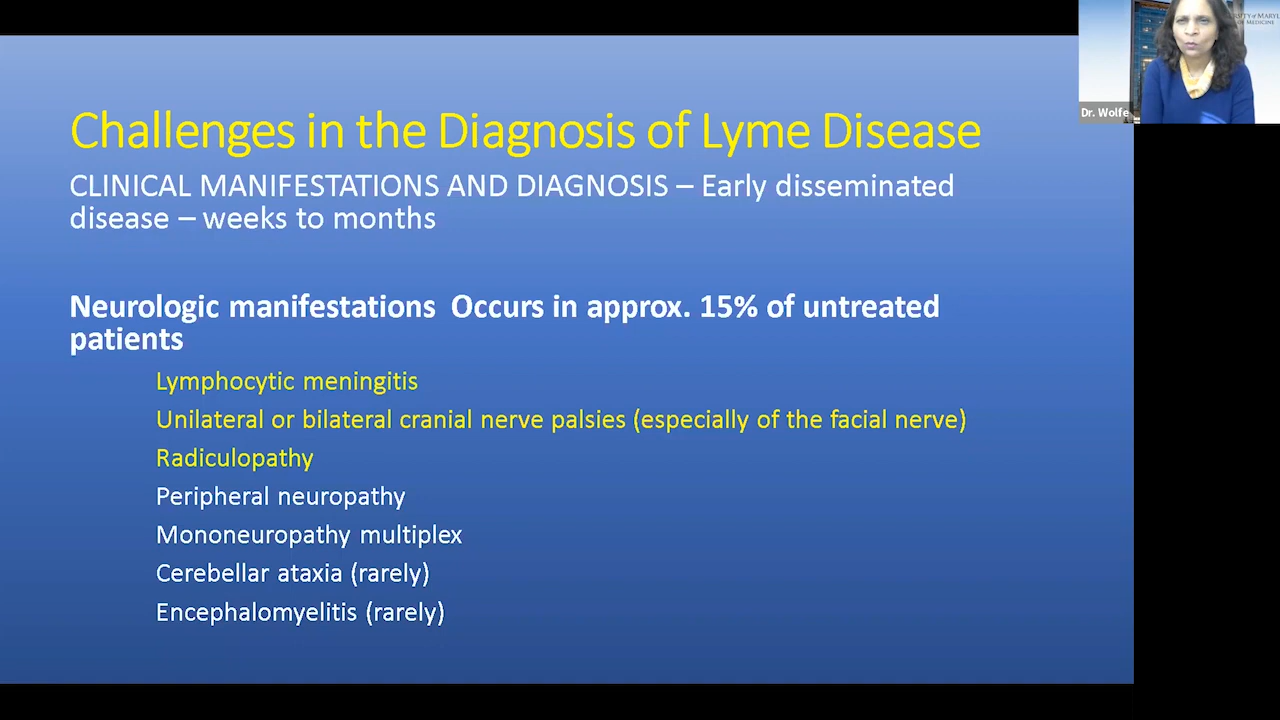 Challenges in the Diagnosis of Lyme Disease
CLINICAL MANIFESTATIONS AND DIAGNOSIS – Early disseminated
disease – weeks to months
Neurologic manifestations  Occurs in approx. 15% of untreated
patients
Lymphocytic meningitis
Unilateral or bilateral cranial nerve palsies (especially of the facial nerve)
Radiculopathy
Peripheral neuropathy
Mononeuropathy multiplex
Cerebellar ataxia (rarely)
Encephalomyelitis (rarely)
Dr. Wolfe